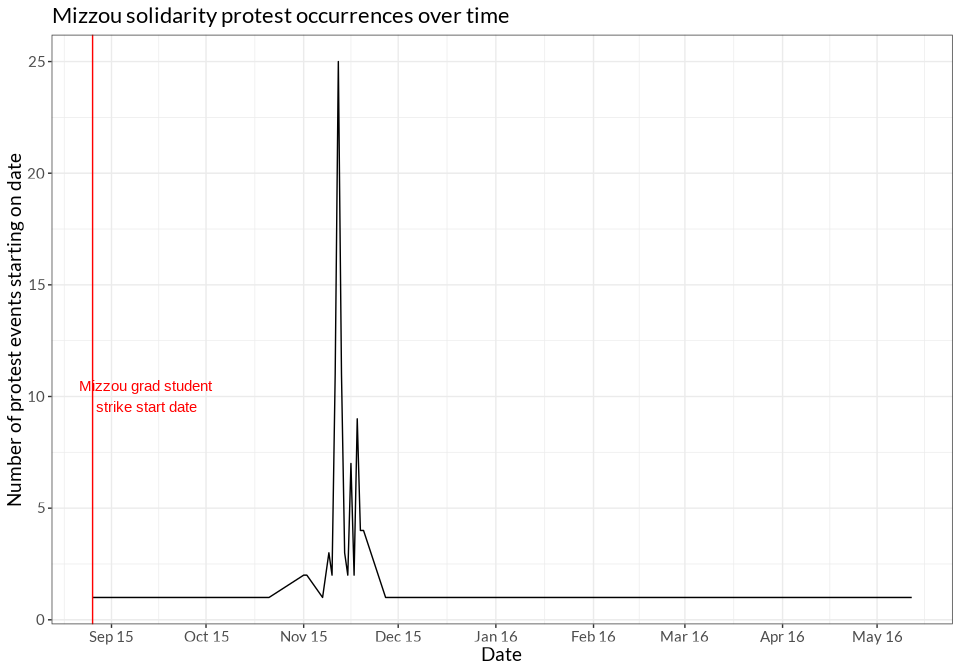 Mizzou solidarity protest occurrences over time
Number of protest events starting on date
25
20
15
10
5
0
Mizzou grad student
strike start date
Sep 15
Oct 15
Nov 15
Dec 15
Jan 16
Feb 16
Mar 16
Apr 16
May 16
Date